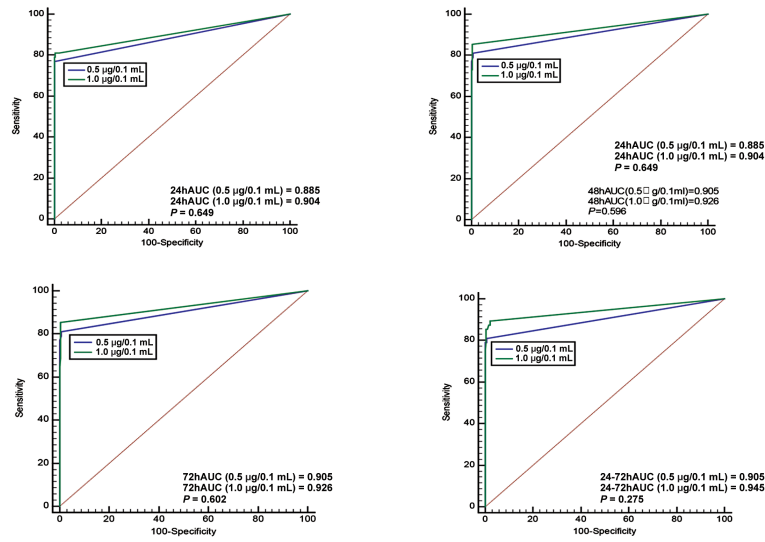 100
80
60
40
20
0
Sensitivity
0.5 µg/0.1 mL
1.0 µg/0.1 mL
24hAUC (0.5 µg/0.1 mL) = 0.885
24hAUC (1.0 µg/0.1 mL) = 0.904
P = 0.649
0 20 40 60 80 100
100-Specificity
100
80
60
40
20
0
Sensitivity
0.5 µg/0.1 mL
1.0 µg/0.1 mL
24hAUC (0.5 µg/0.1 mL) = 0.885
24hAUC (1.0 µg/0.1 mL) = 0.904
P = 0.649
48hAUC(0.5□ g/0.1ml)=0.905
48hAUC(1.0□ g/0.1ml)=0.926
P=0.596
0 20 40 60 80 100
100-Specificity
100
80
60
40
20
0
Sensitivity
0.5 µg/0.1 mL
1.0 µg/0.1 mL
72hAUC (0.5 µg/0.1 mL) = 0.905
72hAUC (1.0 µg/0.1 mL) = 0.926
P = 0.602
0 20 40 60 80 100
100-Specificity
100
80
60
40
20
0
Sensitivity
0.5 µg/0.1 mL
1.0 µg/0.1 mL
24-72hAUC (0.5 µg/0.1 mL) = 0.905
24-72hAUC (1.0 µg/0.1 mL) = 0.945
P = 0.275
0 20 40 60 80 100
100-Specificity